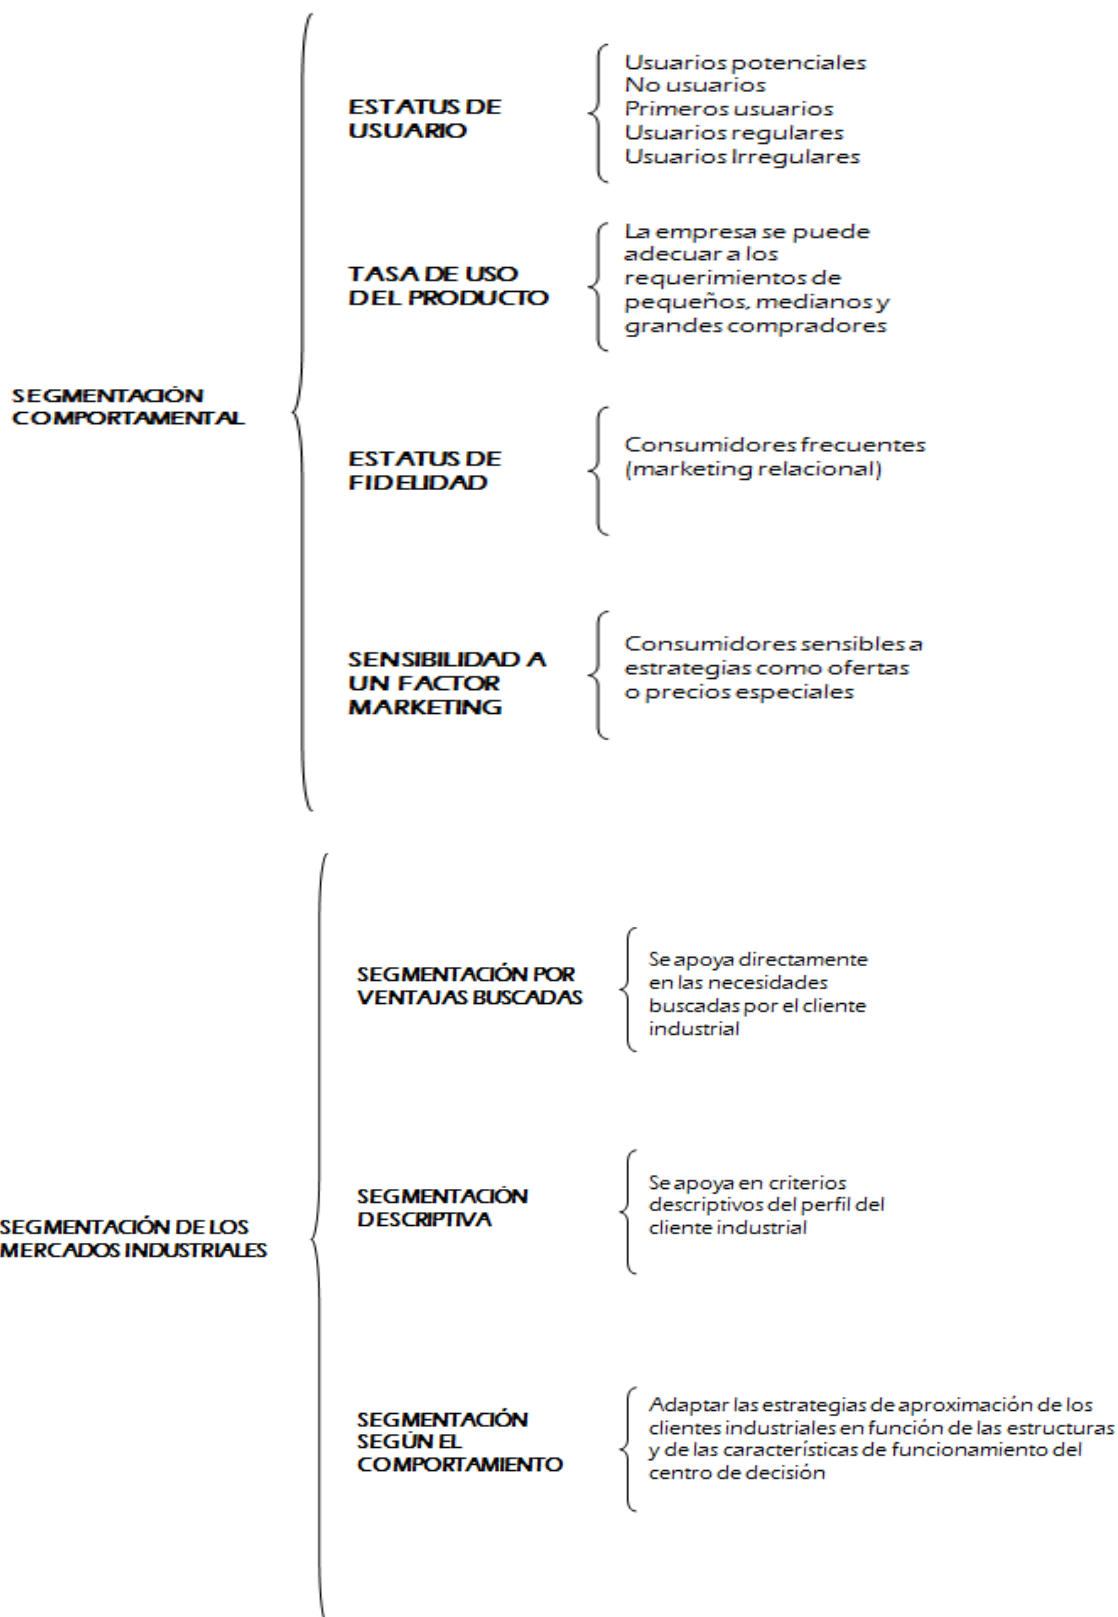 SEGMENTACIÓN
COMPORTAMENTAL
ESTATUS DE
USUARIO
Usuarios potenciales
No usuarios
Primeros usuarios
Usuarios regulares
Usuarios Irregulares
TASA DE USO
DEL PRODUCTO
La empresa se puede
adecuar a los
requerimientos de
pequeños, medianos y
grandes compradores
ESTATUS DE
FIDELIDAD
Consumidores frecuentes
(marketing relacional)
SENSIBILIDAD A
UN FACTOR
MARKETING
Consumidores sensibles a
estrategias como ofertas
o precios especiales
SEGMENTACIÓN DE LOS
MERCADOS INDUSTRIALES
SEGMENTACIÓN POR
VENTAJAS BUSCADAS
Se apoya directamente
en las necesidades
buscadas por el cliente
industrial
SEGMENTACIÓN
DESCRIPTIVA
Se apoya en criterios
descriptivos del perfil del
cliente industrial
SEGMENTACIÓN
SEGÚN EL
COMPORTAMIENTO
Adaptar las estrategias de aproximación de los
clientes industriales en función de las estructuras
y de las características de funcionamiento del
centro de decisión